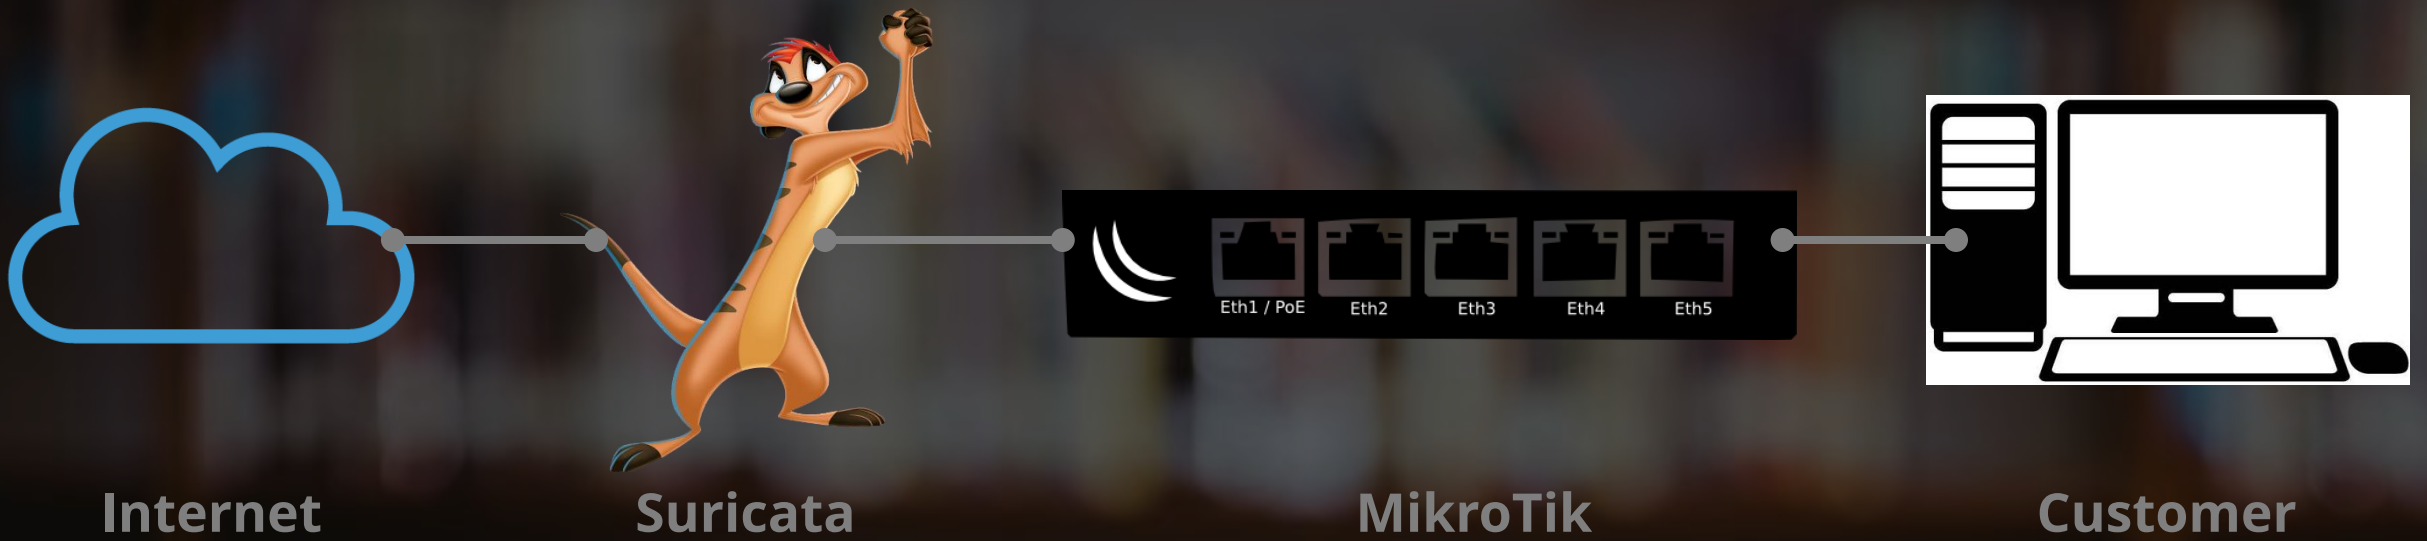 Eth1 / PoE
Eth2
Eth3
Eth4
Eth5
Internet
Suricata
MikroTik
Customer